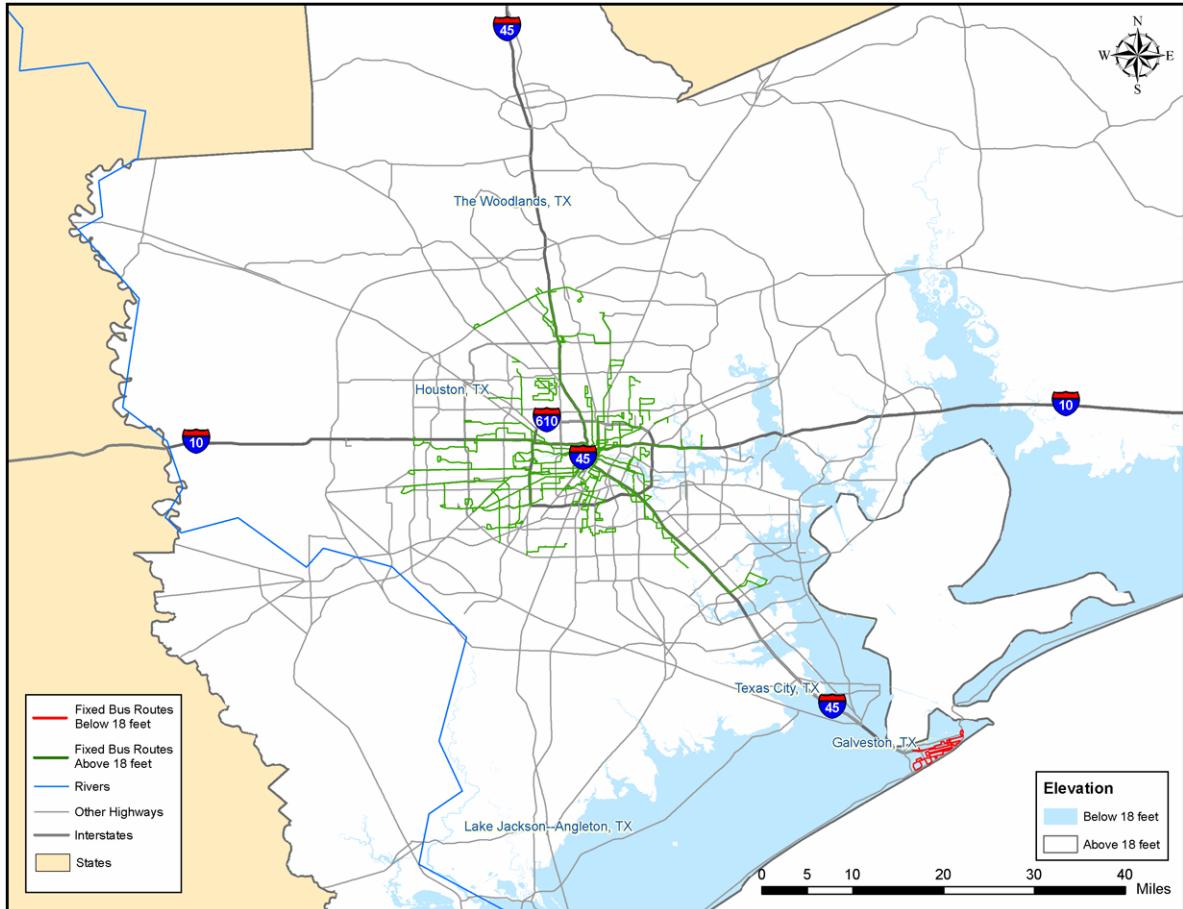 45
N
W
E
S
The Woodlands, TX
Houston, TX
610
10
10
45
Texas City, TX
45
Galveston, TX
Lake Jackson--Angleton, TX
Fixed Bus Routes
Below 18 feet
Fixed Bus Routes
Above 18 feet
Rivers
Other Highways
Interstates
States
Elevation
Below 18 feet
Above 18 feet
0 5 10 20 30 40
Miles